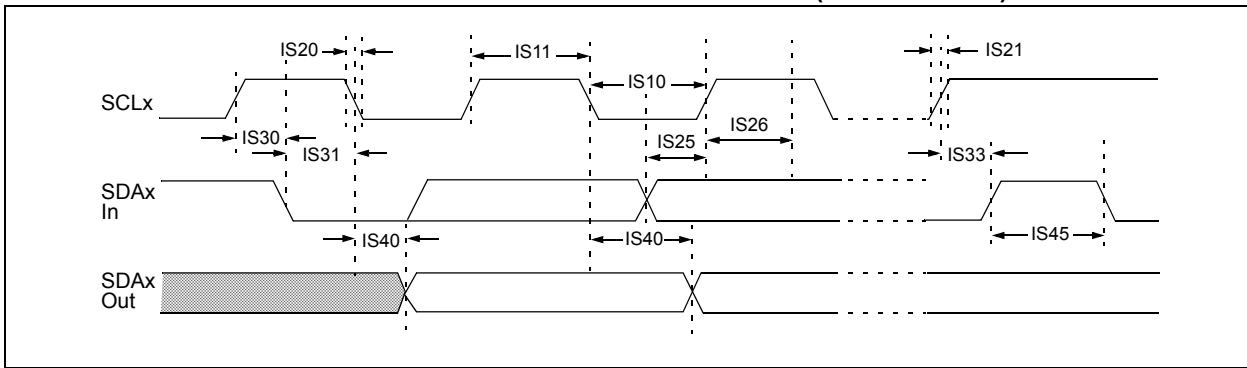 IS20
IS11
IS21
IS10
SCLx
IS30
IS26
IS25
IS31
IS33
SDAx
In
IS40
IS40
IS45
SDAx
Out